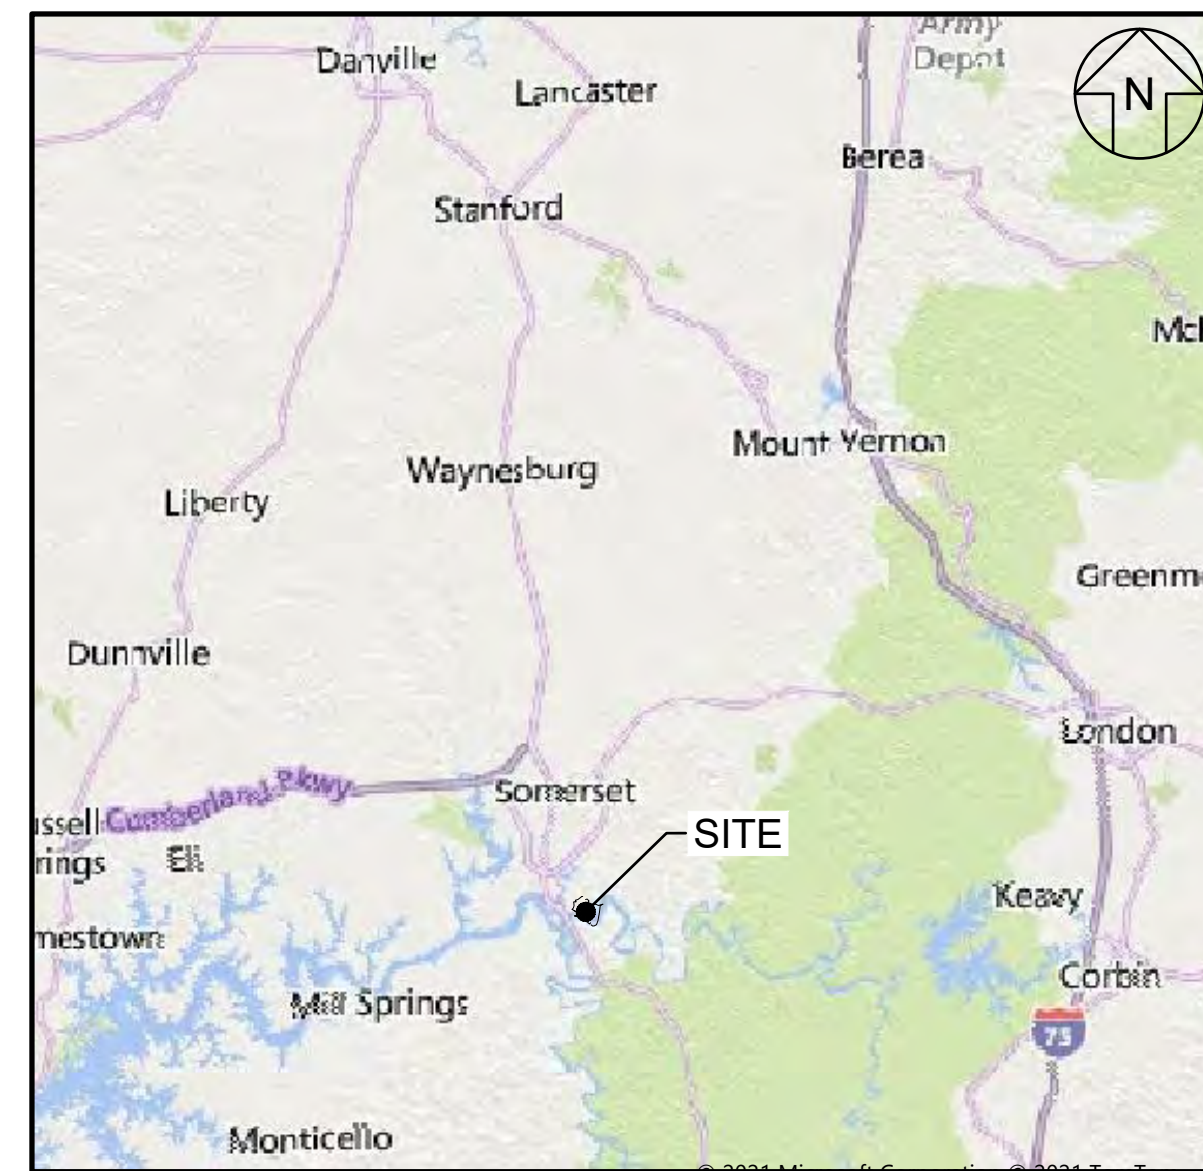 Army
Depot
N
Danville
Lancaster
Berea
Stanford
Mount Vernon
Waynesburg
Liberty
Greenm
Dunnville
London
Cumberland Pkwy
Somerset
SITE
ssell
rings
Eli
Keavy
mestown
Corbin
Mill Springs
75
Monticello